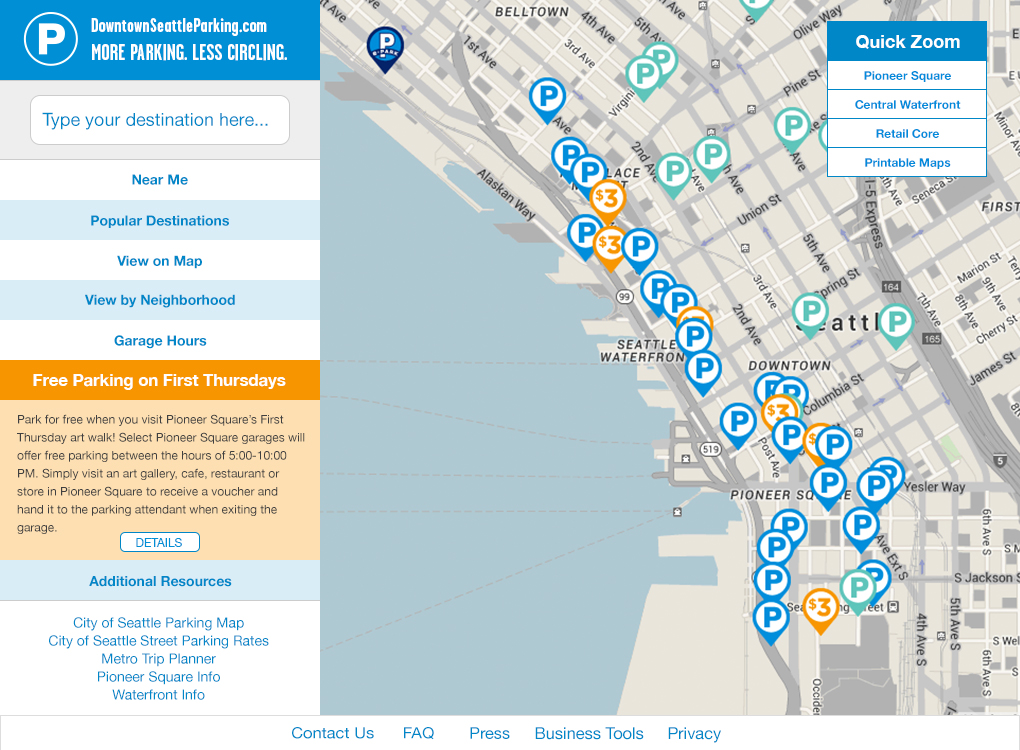 P
DowntownSeattleParking.com
MORE PARKING. LESS CIRCLING.
Type your destination here...
Near Me
Popular Destinations
View on Map
View by Neighborhood
Garage Hours
Free Parking on First Thursdays
Park for free when you visit Pioneer Square's First
Thursday art walk! Select Pioneer Square garages will
offer free parking between the hours of 5:00-10:00
PM. Simply visit an art gallery, cafe, restaurant or
store in Pioneer Square to receive a voucher and
hand it to the parking attendant when exiting the
garage.
DETAILS
Additional Resources
City of Seattle Parking Map
City of Seattle Street Parking Rates
Metro Trip Planner
Pioneer Square Info
Waterfront Info
BELLTOWN
4th Ave
5th Ave
Olive Way
1st Ave
3rd Ave
Pine St
Virginia
2nd Ave
Alaskan Way
Union St
5th Ave
Spring St
3rd Ave
2nd Ave
99
SEATTLE
WATERFRONT
DOWNTOWN
Columbia St
Post Ave
519
PIONEER SQUARE
Yesler Way
Ave Ext S
S Jackson S
4th Ave S
5th Ave S
6th Ave S
6th Ave S
S Wel
Occiden
I-5 Express
Minor Ave
Seneca St
FIRST
Marion St
7th Ave
8th Ave
9th Ave
Cherry St
James St
164
165
5
$3
$3
$3
$3
Quick Zoom
Pioneer Square
Central Waterfront
Retail Core
Printable Maps
Contact Us
FAQ
Press
Business Tools
Privacy